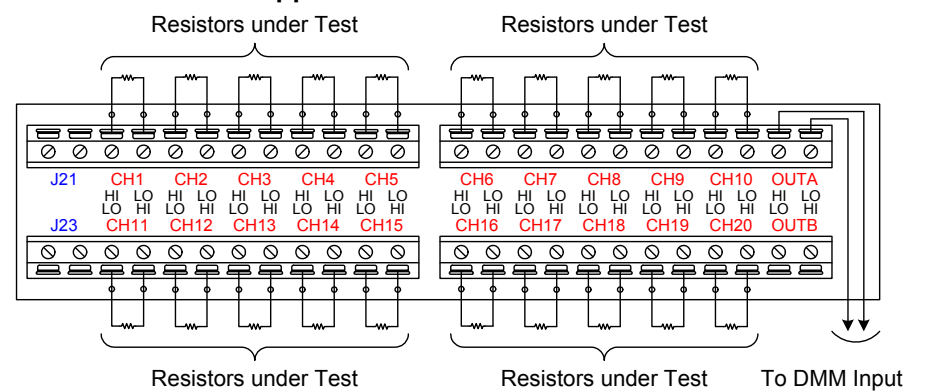 Resistors under Test Resistors under Test
J21 CH1 CH2 CH3 CH4 CH5 CH6 CH7 CH8 CH9 CH10 OUTA
HI LO HI LO HI LO HI LO HI LO HI LO HI LO HI LO HI LO HI LO HI LO
LO HI LO HI LO HI LO HI LO HI LO HI LO HI LO HI LO HI LO HI LO HI
J23 CH11 CH12 CH13 CH14 CH15 CH16 CH17 CH18 CH19 CH20 OUTB
Resistors under Test Resistors under Test To DMM Input